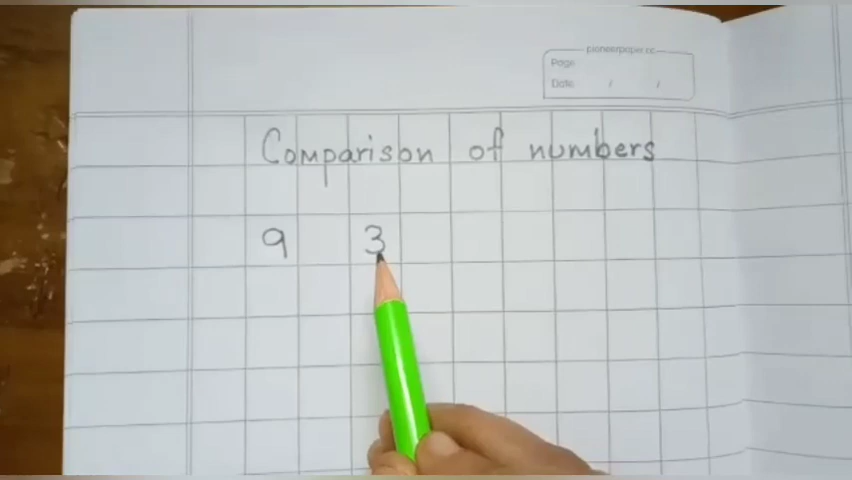 pioneerpaper.co
Page
Date / /
Comparison of numbers
9 3